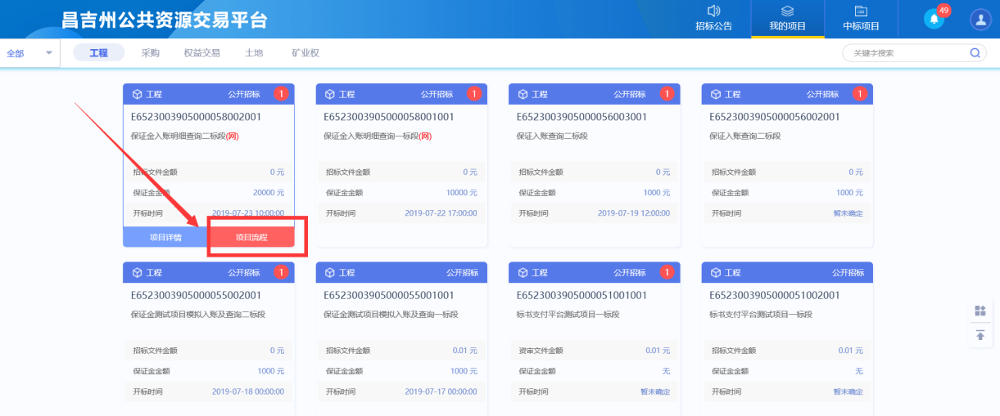 昌吉州公共资源交易平台
招标公告
我的项目
中标项目
49
全部
工程
采购
权益交易
土地
矿业权
关键字搜索
工程 公开招标 1
E6523003905000058002001
保证金入账明细查询二标段(网)
招标文件金额 0 元
保证金金额 20000 元
开标时间 2019-07-23 10:00:00
项目详情 项目流程
工程 公开招标 1
E6523003905000058001001
保证金入账明细查询一标段(网)
招标文件金额 0 元
保证金金额 10000 元
开标时间 2019-07-22 17:00:00
工程 公开招标 1
E6523003905000056003001
保证入账查询二标段
招标文件金额 0 元
保证金金额 1000 元
开标时间 2019-07-19 12:00:00
工程 公开招标 1
E6523003905000056002001
保证入账查询二标段
招标文件金额 0 元
保证金金额 1000 元
开标时间 暂未确定
工程 公开招标 1
E6523003905000055002001
保证金测试项目模拟入账及查询二标段
招标文件金额 0 元
保证金金额 1000 元
开标时间 2019-07-18 00:00:00
工程 公开招标
E6523003905000055001001
保证金测试项目模拟入账及查询一标段
招标文件金额 0.01 元
保证金金额 1000 元
开标时间 2019-07-17 00:00:00
工程 公开招标 1
E6523003905000051001001
标书支付平台测试项目一标段
资审文件金额 0.01 元
保证金金额 无
开标时间 暂未确定
工程 公开招标
E6523003905000051002001
标书支付平台测试项目一标段
招标文件金额 0.01 元
保证金金额 无
开标时间 暂未确定